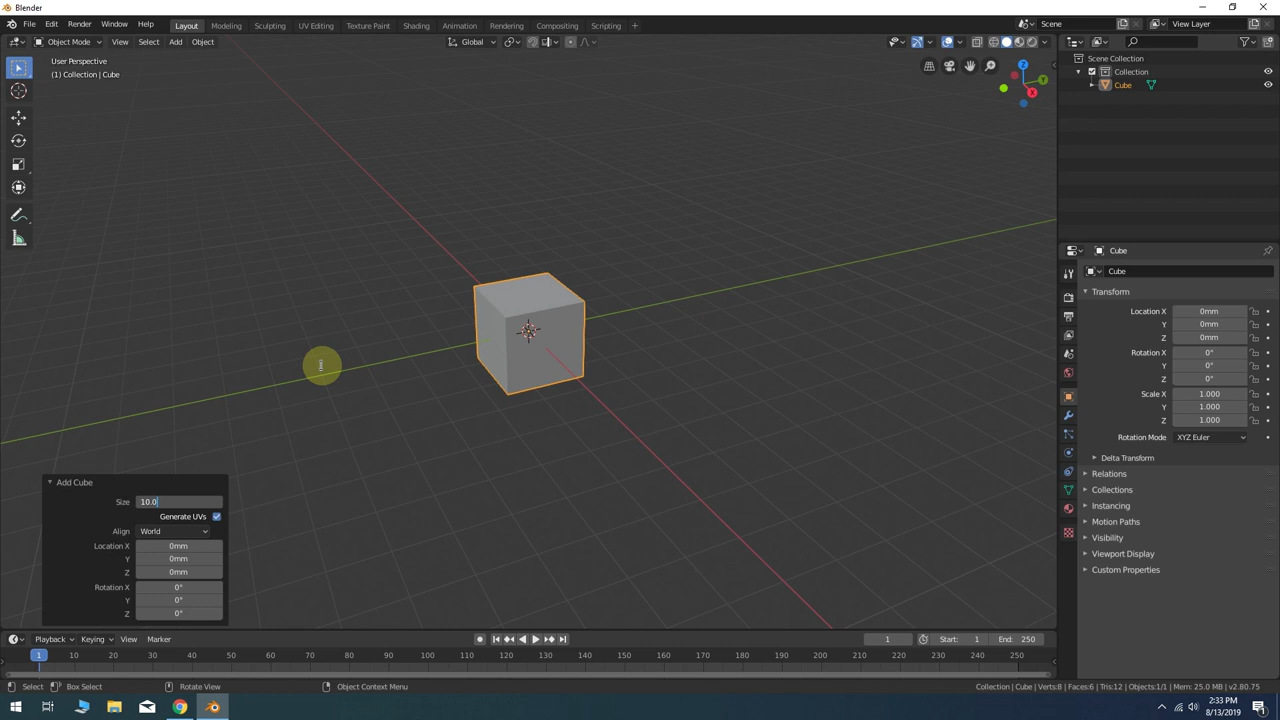 Blender
File Edit Render Window Help Layout Modeling Sculpting UV Editing Texture Paint Shading Animation Rendering Compositing Scripting + Scene View Layer
Object Mode View Select Add Object Global
User Perspective
(1) Collection | Cube
Z
Y
X
Scene Collection
Collection
Cube
Cube
Cube
Transform
Location X 0mm
Y 0mm
Z 0mm
Rotation X 0°
Y 0°
Z 0°
Scale X 1.000
Y 1.000
Z 1.000
Rotation Mode XYZ Euler
Delta Transform
Relations
Collections
Instancing
Motion Paths
Visibility
Viewport Display
Custom Properties
Add Cube
Size 10.0
Generate UVs
Align World
Location X 0mm
Y 0mm
Z 0mm
Rotation X 0°
Y 0°
Z 0°
Playback Keying View Marker 1 Start: 1 End: 250
1 10 20 30 40 50 60 70 80 90 100 110 120 130 140 150 160 170 180 190 200 210 220 230 240 250
Select Box Select Rotate View Object Context Menu Collection | Cube | Verts:8 | Faces:6 | Tris:12 | Objects:1/1 | Mem: 25.0 MB | v2.80.75
2:33 PM
8/13/2019
1